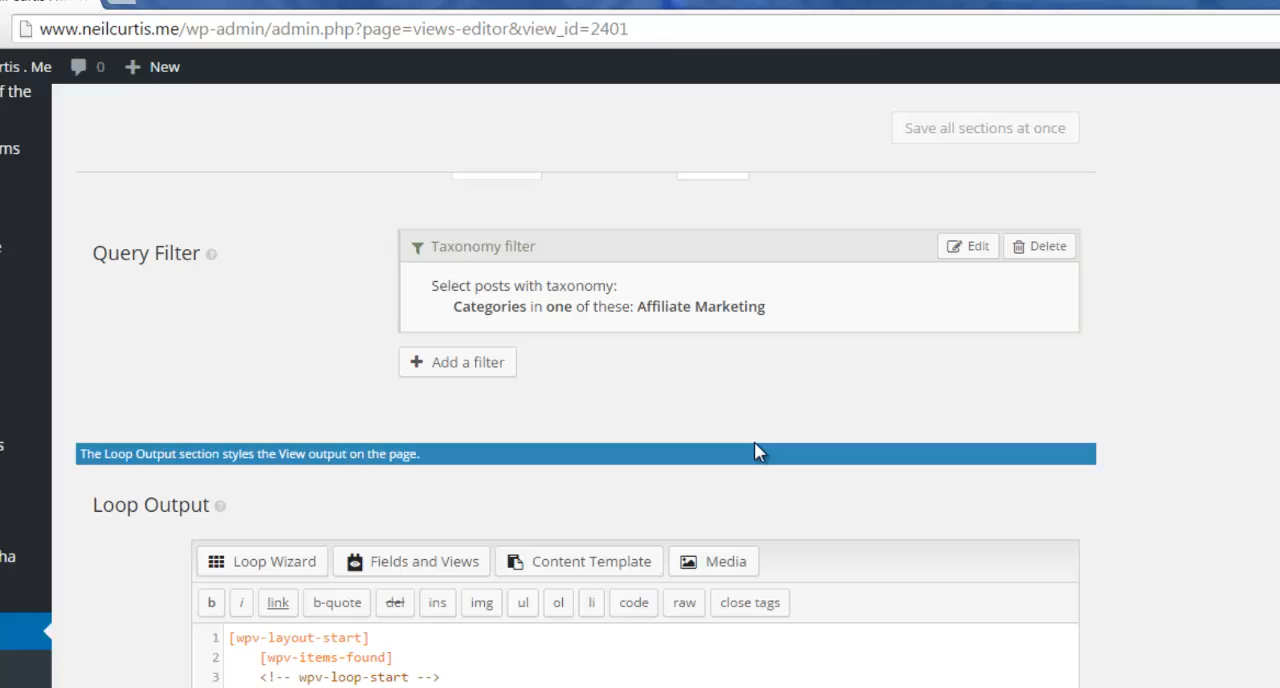 www.neilcurtis.me/wp-admin/admin.php?page=views-editor&view_id=2401
rtis . Me 0 New
f the
Save all sections at once
ms
Query Filter
Taxonomy filter Edit Delete
Select posts with taxonomy:
Categories in one of these: Affiliate Marketing
Add a filter
s
The Loop Output section styles the View output on the page.
Loop Output
ha
Loop Wizard Fields and Views Content Template Media
b i link b-quote del ins img ul ol li code raw close tags
1 [wpv-layout-start]
2 [wpv-items-found]
3 <!-- wpv-loop-start -->